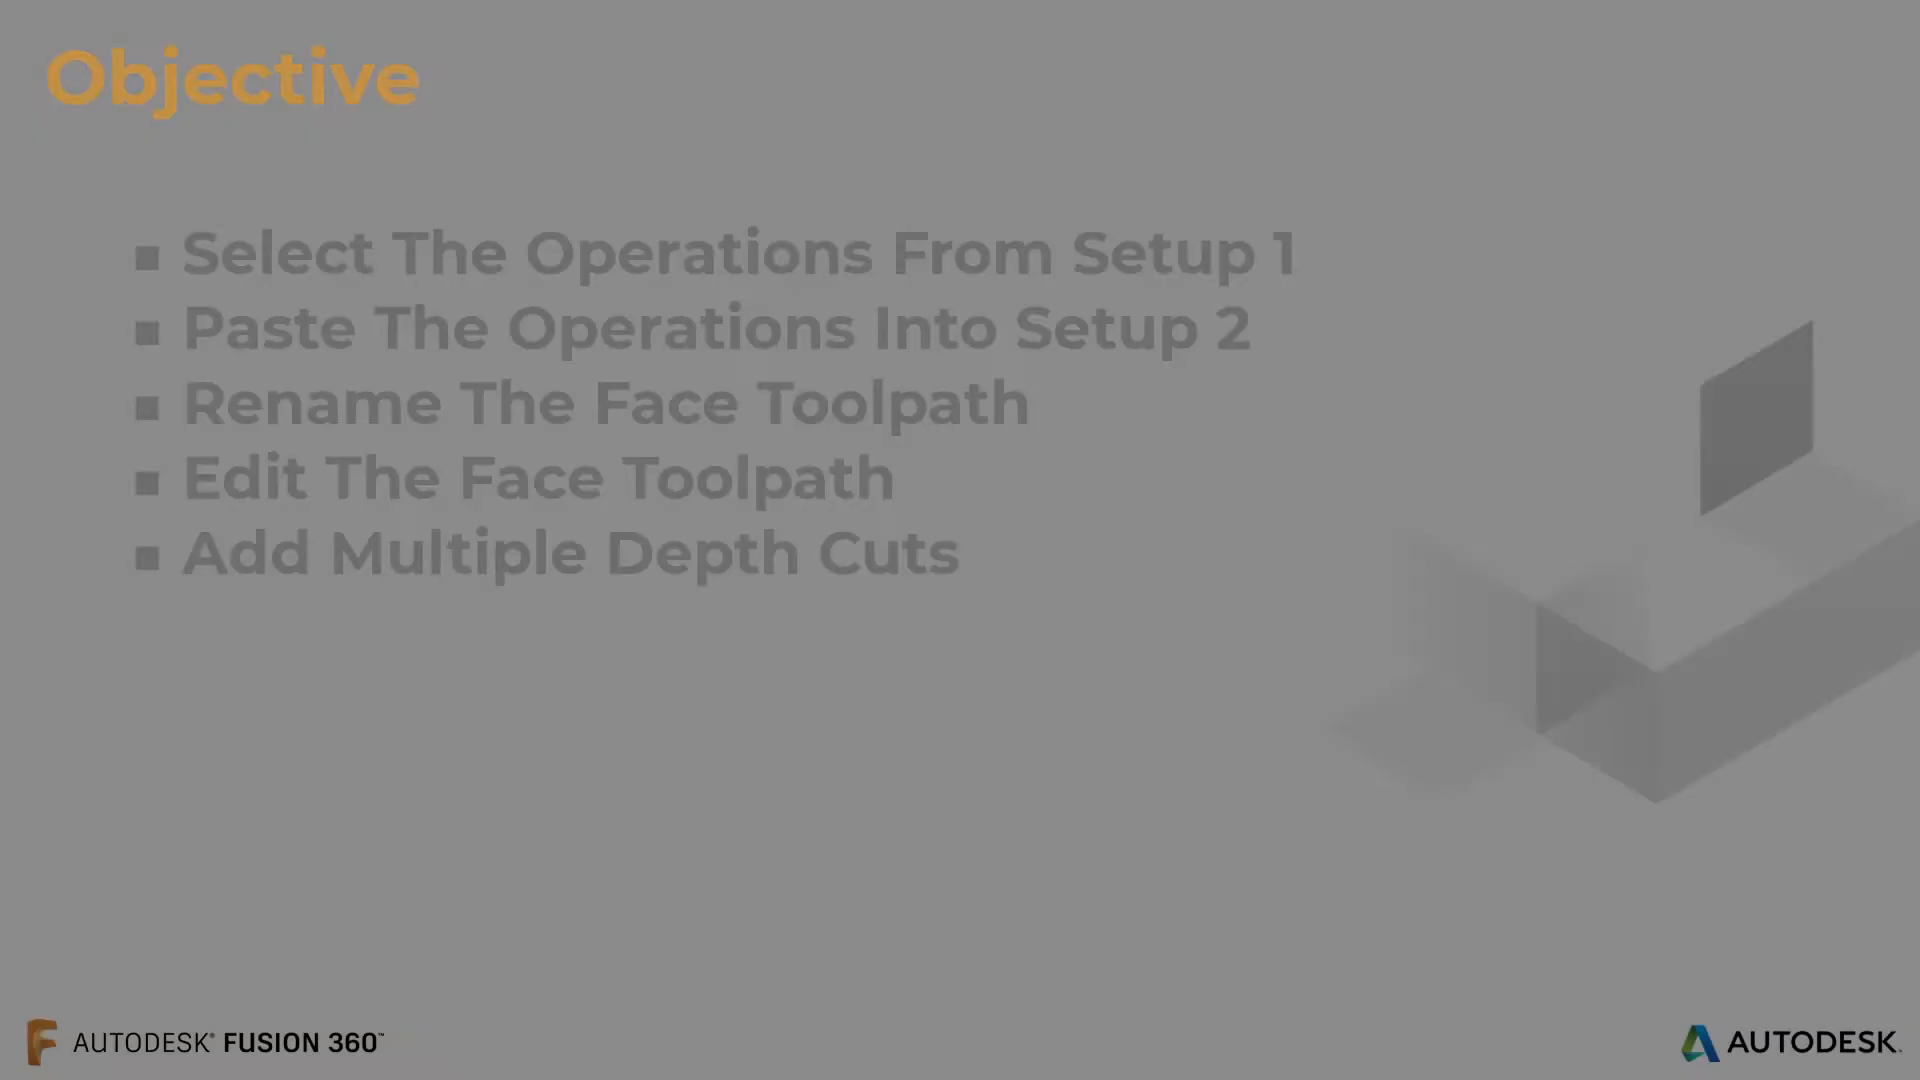 Objective
▪ Select The Operations From Setup 1
▪ Paste The Operations Into Setup 2
▪ Rename The Face Toolpath
▪ Edit The Face Toolpath
▪ Add Multiple Depth Cuts
AUTODESK® FUSION 360™
AUTODESK.